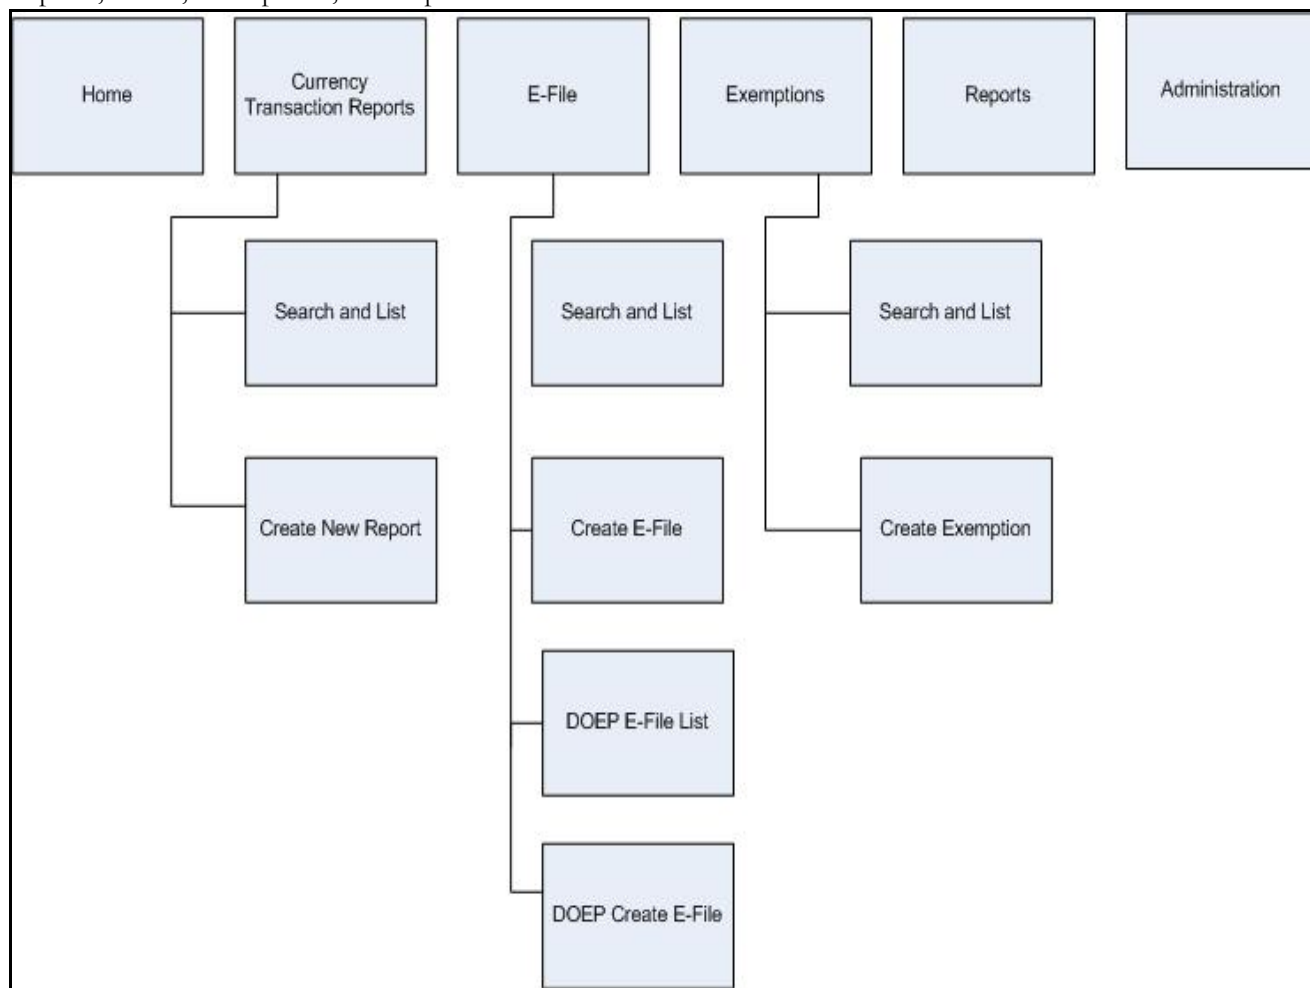 Home
Currency
Transaction Reports
E-File
Exemptions
Reports
Administration
Search and List
Search and List
Search and List
Create New Report
Create E-File
Create Exemption
DOEP E-File List
DOEP Create E-File